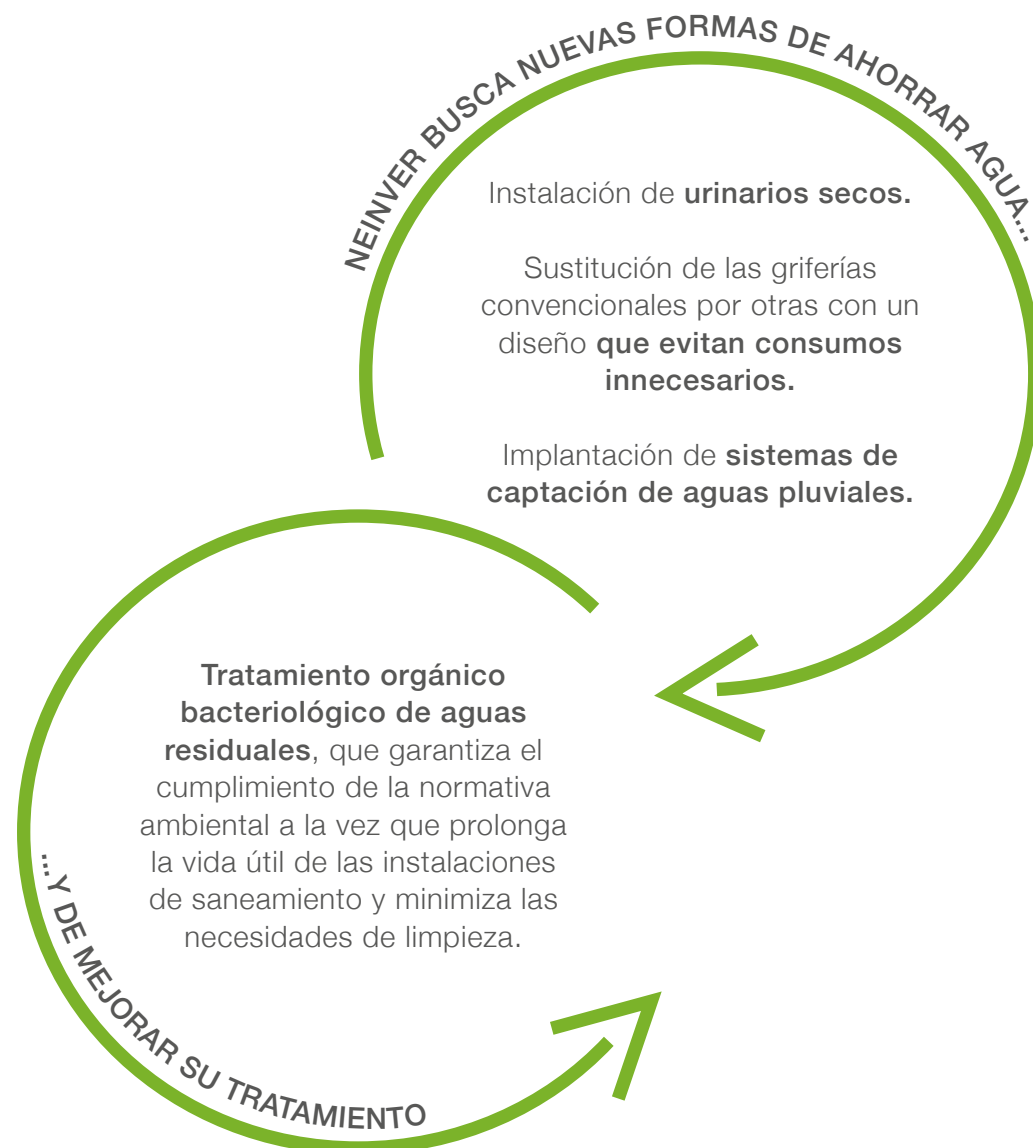 NEINVER BUSCA NUEVAS FORMAS DE AHORRAR AGUA...
Instalación de urinarios secos.
Sustitución de las griferías
convencionales por otras con un
diseño que evitan consumos
innecesarios.
Implantación de sistemas de
captación de aguas pluviales.
Tratamiento orgánico
bacteriológico de aguas
residuales, que garantiza el
cumplimiento de la normativa
ambiental a la vez que prolonga
la vida útil de las instalaciones
de saneamiento y minimiza las
necesidades de limpieza.
...Y DE MEJORAR SU TRATAMIENTO